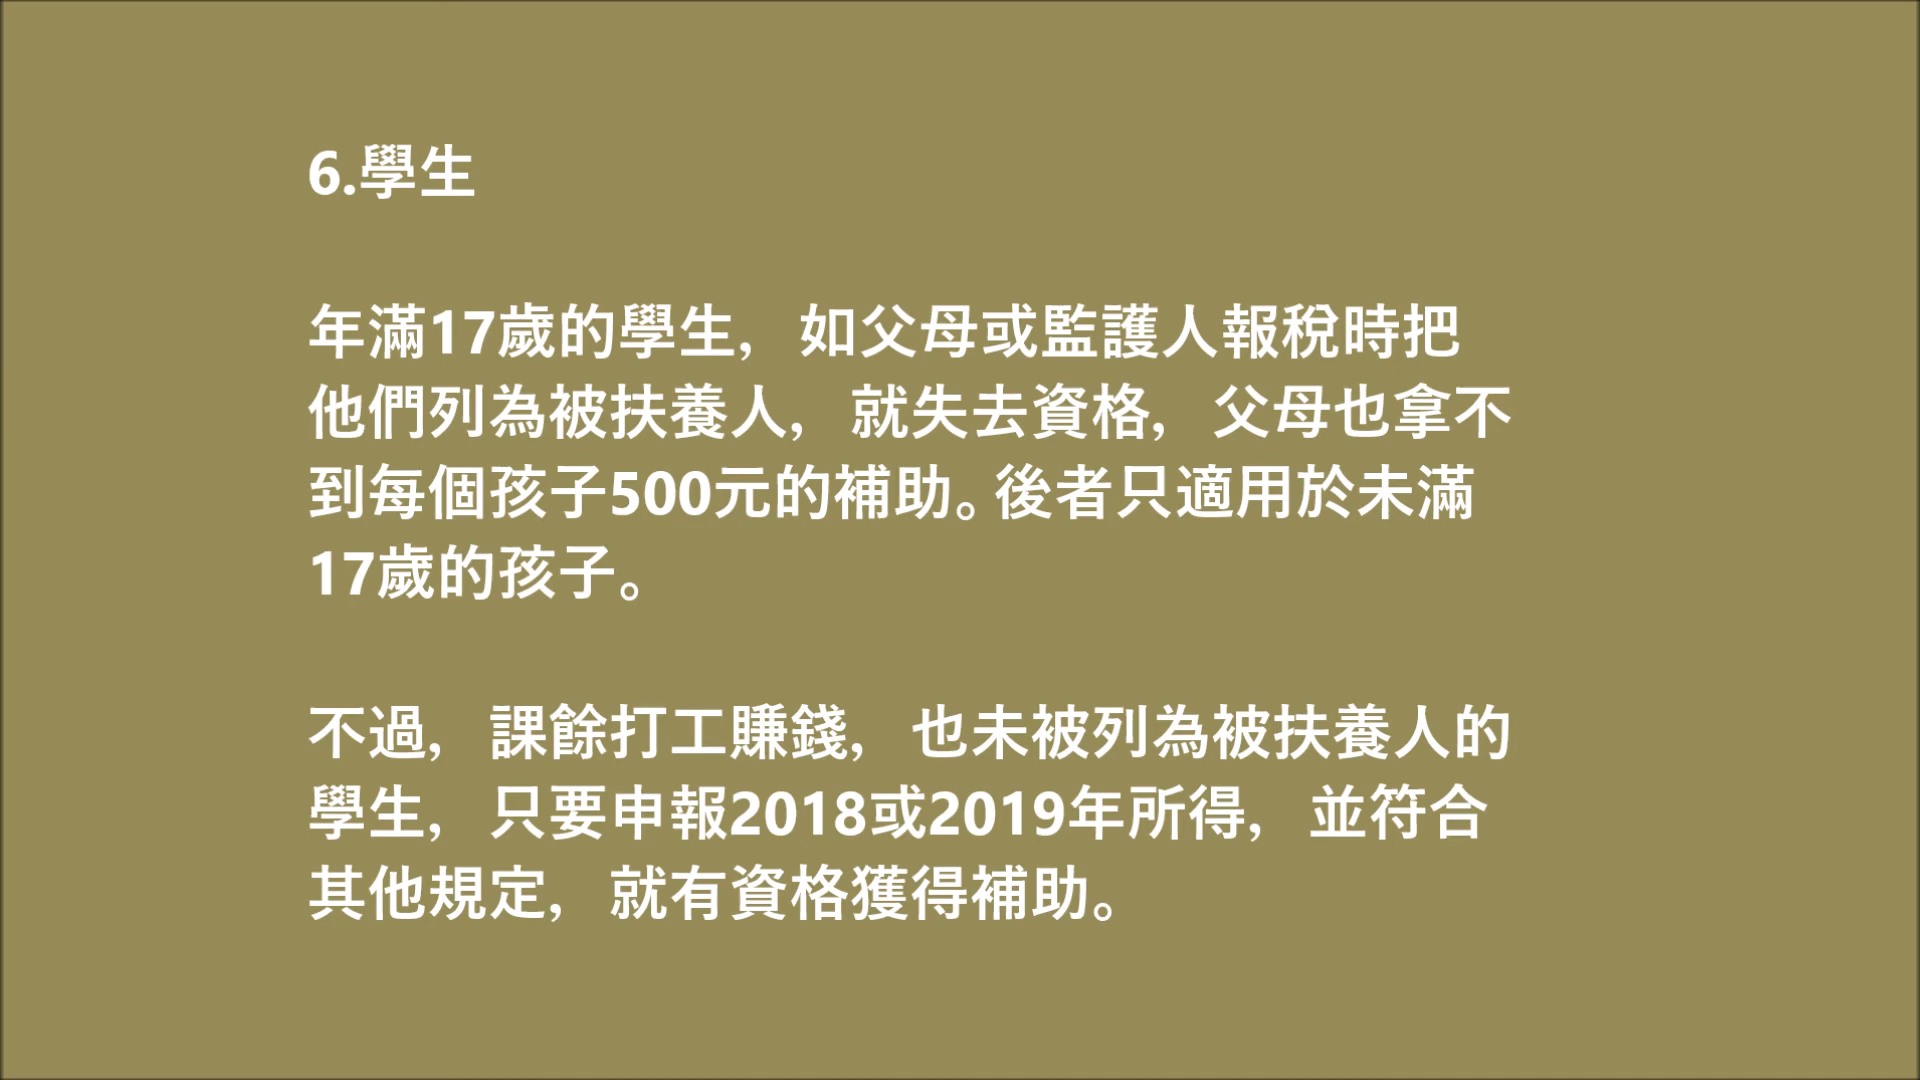 6.學生
年滿17歲的學生, 如父母或監護人報稅時把
他們列為被扶養人, 就失去資格, 父母也拿不
到每個孩子500元的補助。後者只適用於未滿
17歲的孩子。
不過, 課餘打工賺錢, 也未被列為被扶養人的
學生, 只要申報2018或2019年所得, 並符合
其他規定, 就有資格獲得補助。